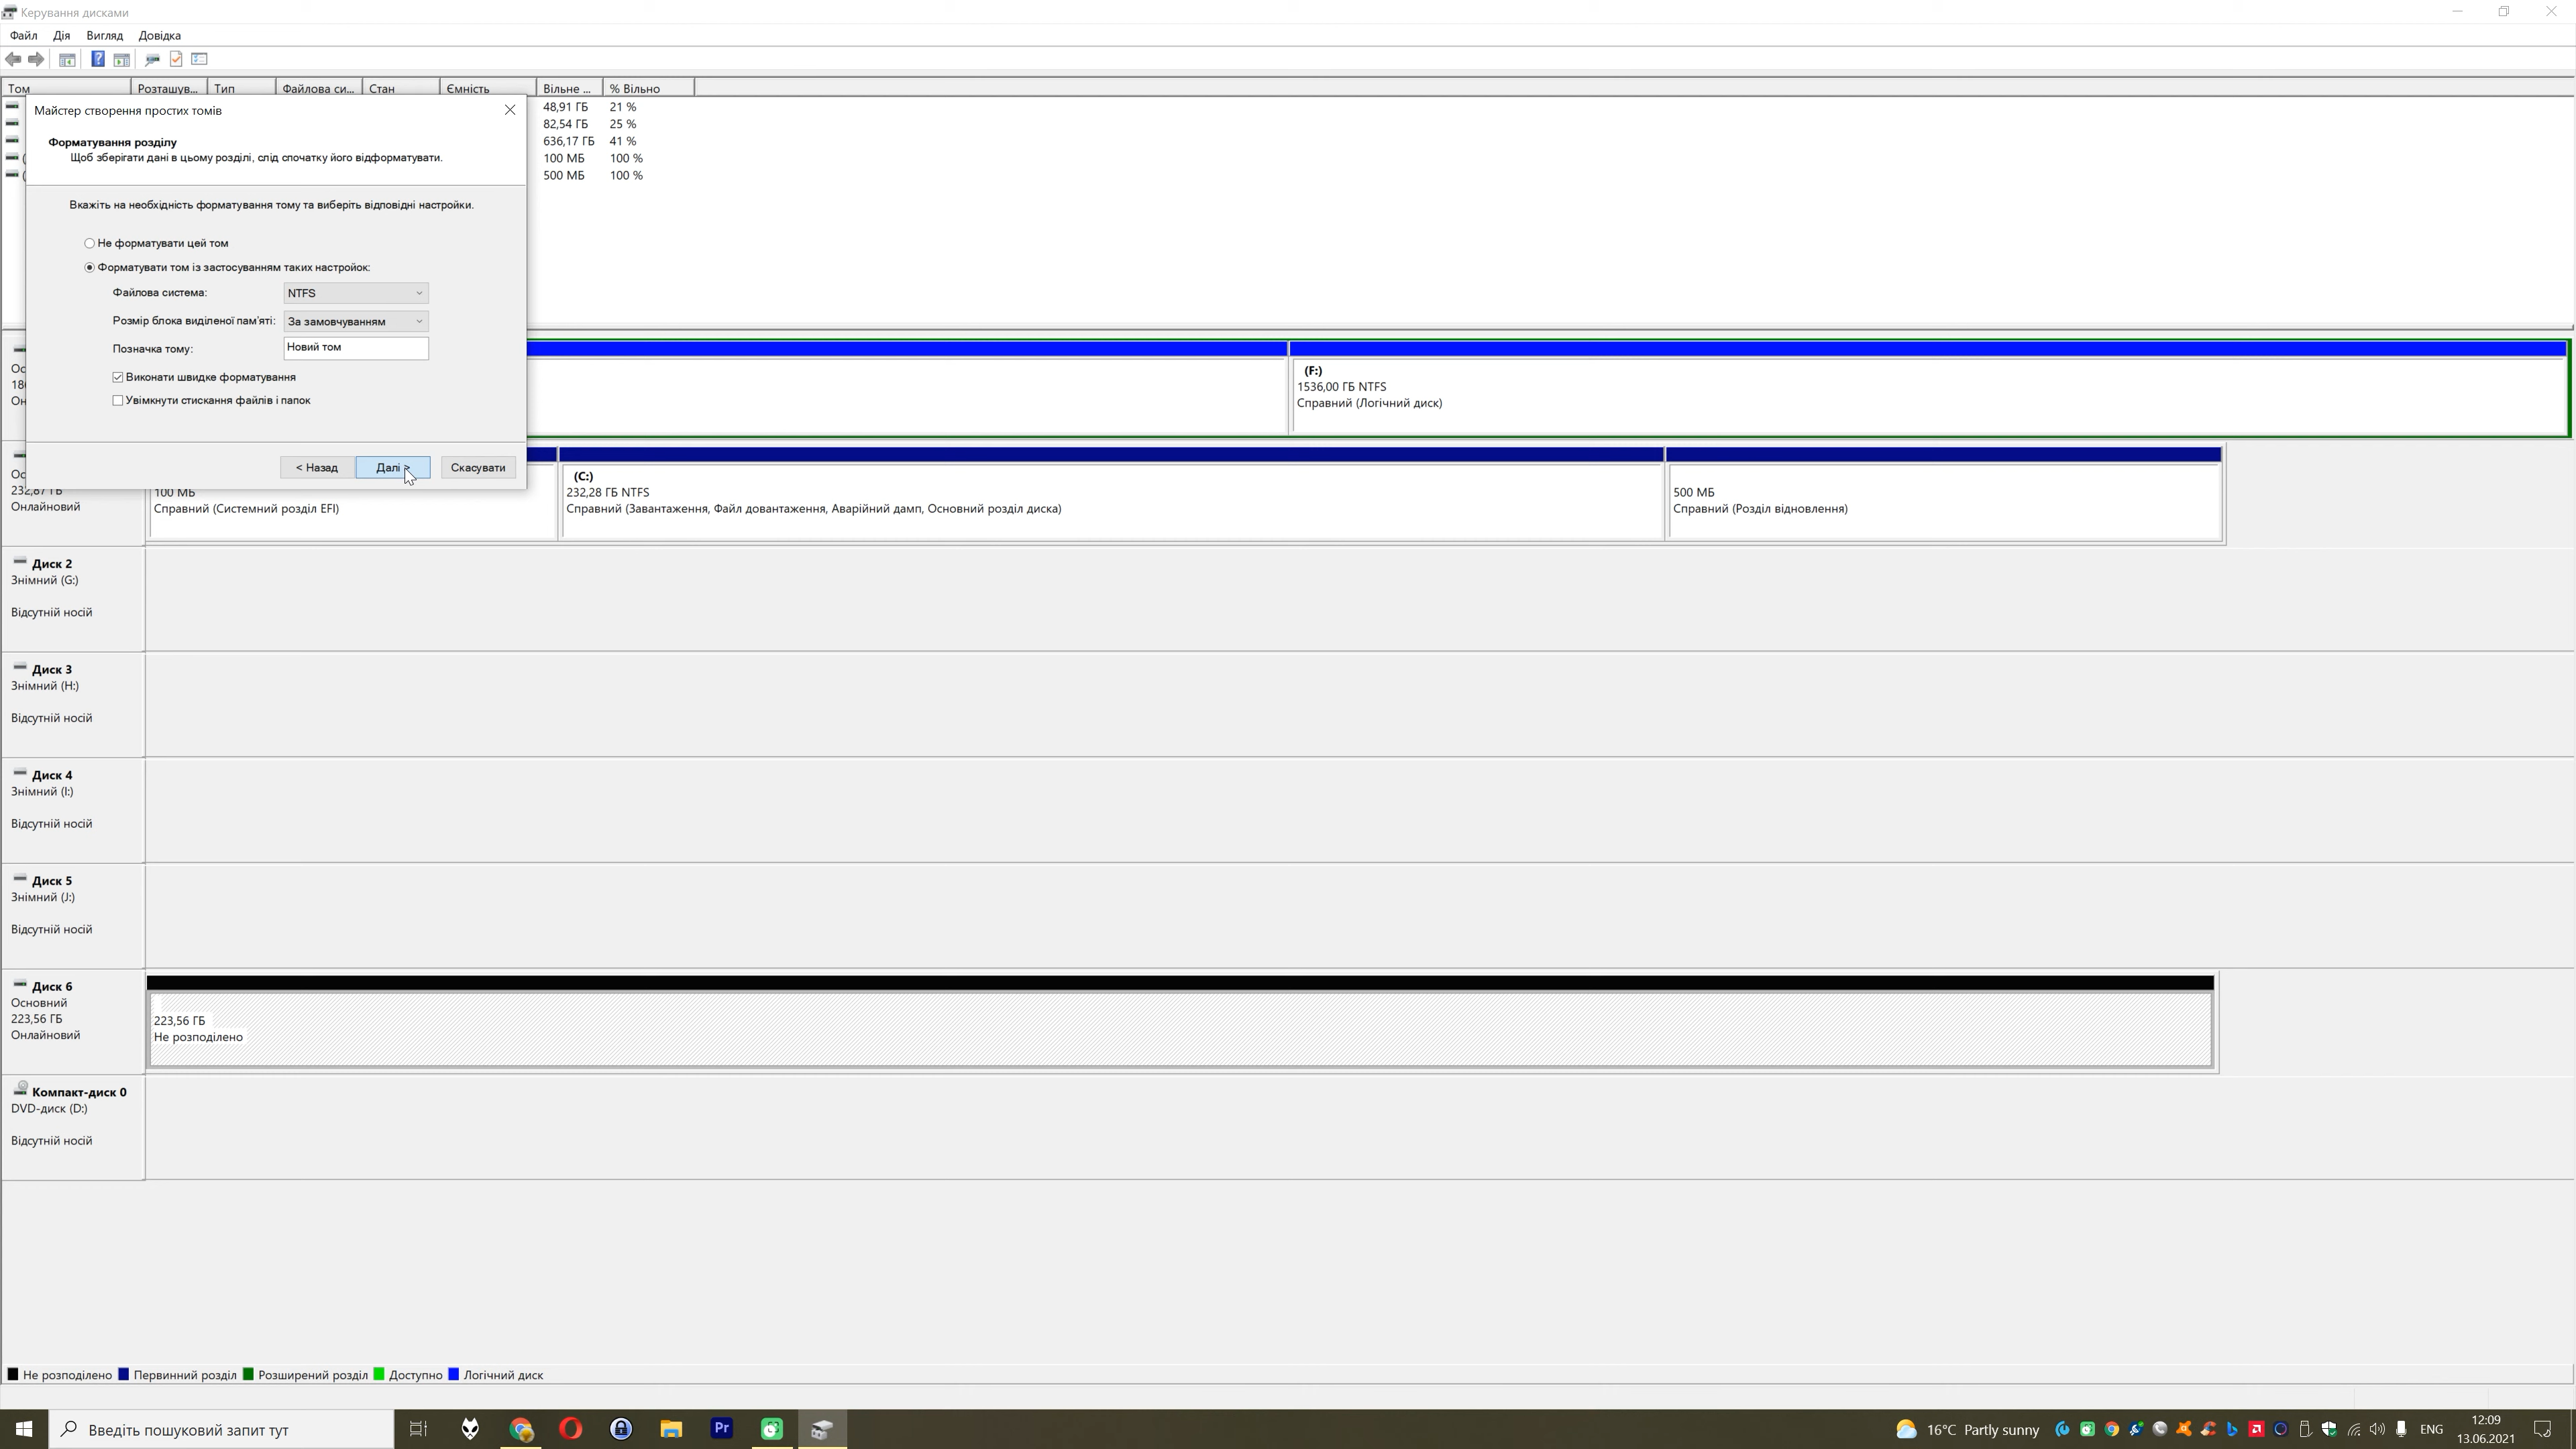 Керування дисками
Файл Дія Вигляд Довідка
Том Розташув... Тип Файлова си... Стан Ємність Вільне ... % Вільно
48,91 ГБ 21 %
82,54 ГБ 25 %
636,17 ГБ 41 %
100 МБ 100 %
500 МБ 100 %
Майстер створення простих томів
Форматування розділу
Щоб зберігати дані в цьому розділі, слід спочатку його відформатувати.
Вкажіть на необхідність форматування тому та виберіть відповідні настройки.
Не форматувати цей том
Форматувати том із застосуванням таких настройок:
Файлова система: NTFS
Розмір блока виділеної пам'яті: За замовчуванням
Позначка тому: Новий том
Виконати швидке форматування
Увімкнути стискання файлів і папок
< Назад Далі > Скасувати
(F:)
1536,00 ГБ NTFS
Справний (Логічний диск)
232,87 ГБ
Онлайновий
100 МБ
Справний (Системний розділ EFI)
(C:)
232,28 ГБ NTFS
Справний (Завантаження, Файл довантаження, Аварійний дамп, Основний розділ диска)
500 МБ
Справний (Розділ відновлення)
Диск 2
Знімний (G:)
Відсутній носій
Диск 3
Знімний (H:)
Відсутній носій
Диск 4
Знімний (I:)
Відсутній носій
Диск 5
Знімний (J:)
Відсутній носій
Диск 6
Основний
223,56 ГБ
Онлайновий
223,56 ГБ
Не розподілено
Компакт-диск 0
DVD-диск (D:)
Відсутній носій
Не розподілено Первинний розділ Розширений розділ Доступно Логічний диск
Введіть пошуковий запит тут
Pr
16°C Partly sunny
ENG
12:09
13.06.2021